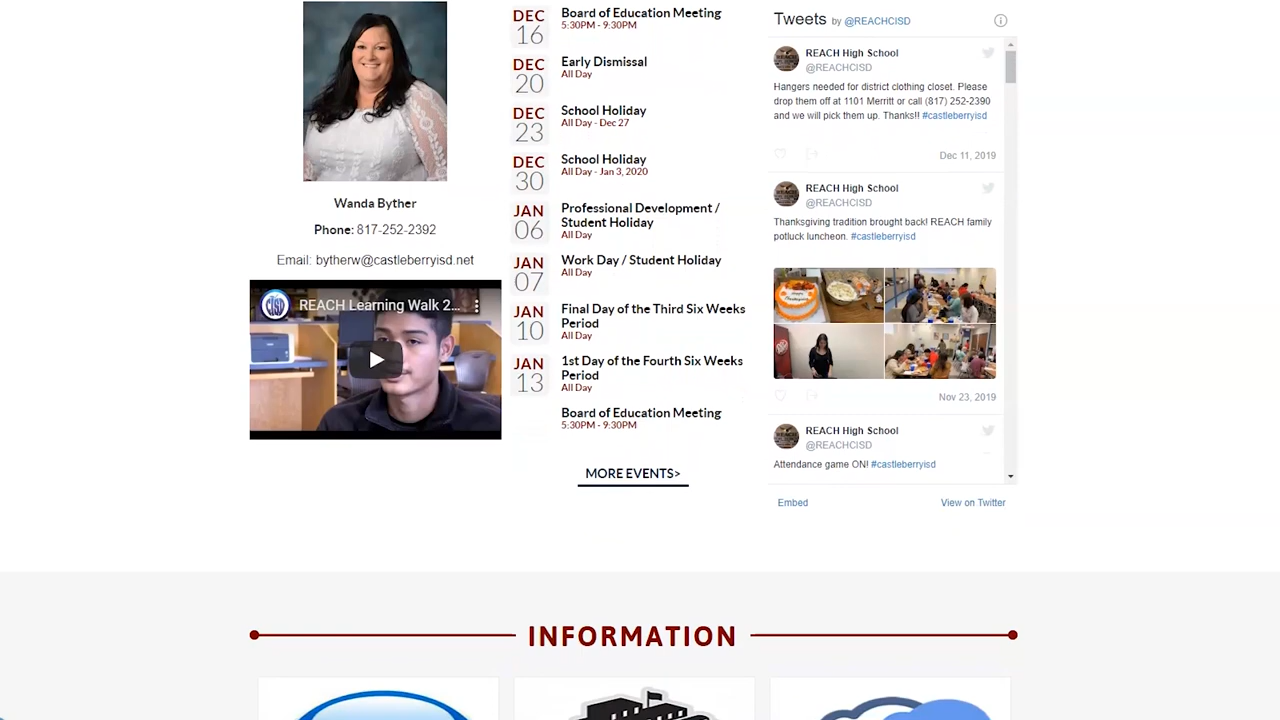 Wanda Byther
Phone: 817-252-2392
Email: bytherw@castleberryisd.net
REACH Learning Walk 2...
CISD
DEC
16
Board of Education Meeting
5:30PM - 9:30PM
DEC
20
Early Dismissal
All Day
DEC
23
School Holiday
All Day - Dec 27
DEC
30
School Holiday
All Day - Jan 3, 2020
JAN
06
Professional Development /
Student Holiday
All Day
JAN
07
Work Day / Student Holiday
All Day
JAN
10
Final Day of the Third Six Weeks
Period
All Day
JAN
13
1st Day of the Fourth Six Weeks
Period
All Day
Board of Education Meeting
5:30PM - 9:30PM
MORE EVENTS>
Tweets by @REACHCISD
REACH High School
@REACHCISD
Hangers needed for district clothing closet. Please
drop them off at 1101 Merritt or call (817) 252-2390
and we will pick them up. Thanks!! #castleberryisd
Dec 11, 2019
REACH High School
@REACHCISD
Thanksgiving tradition brought back! REACH family
potluck luncheon. #castleberryisd
Nov 23, 2019
REACH High School
@REACHCISD
Attendance game ON! #castleberryisd
Embed
View on Twitter
INFORMATION